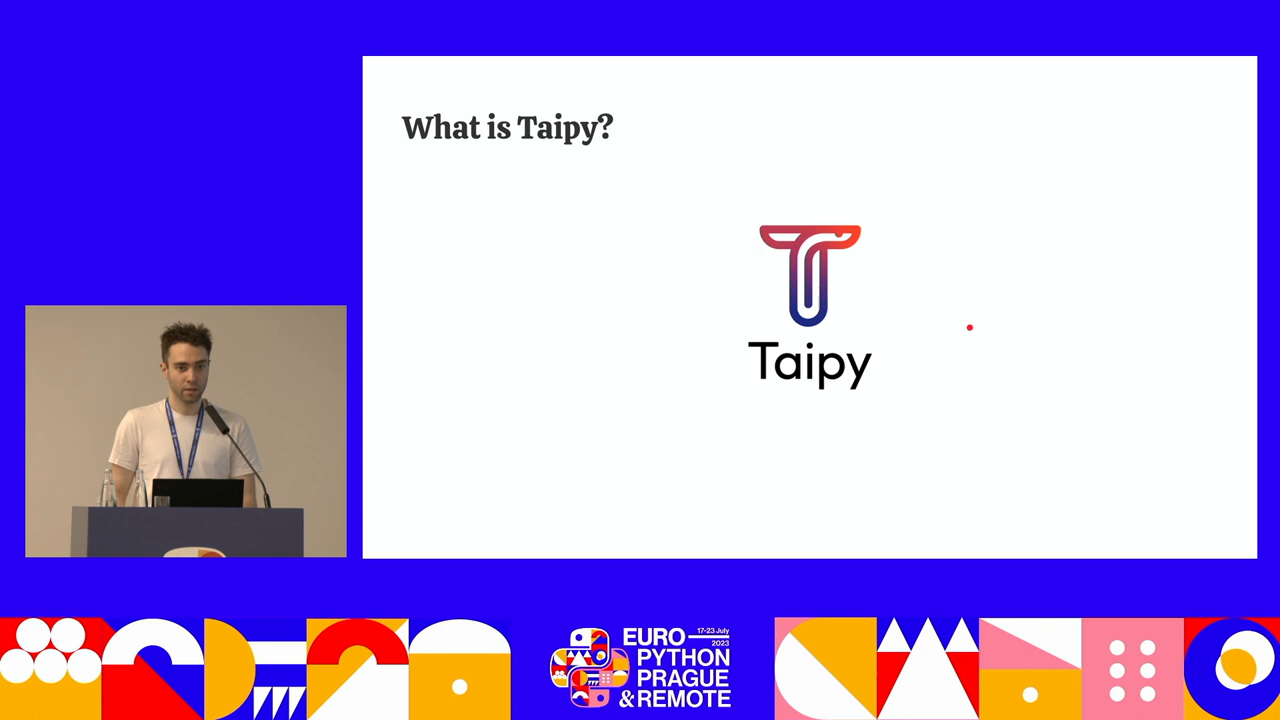 What is Taipy?
Taipy
EURO
17-23 July
2023
PYTHON
PRAGUE
&REMOTE